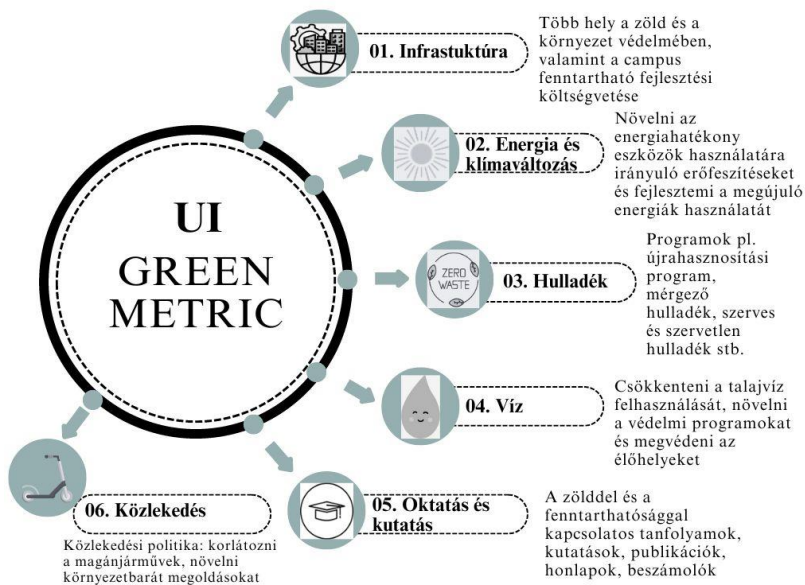 UI
GREEN
METRIC
01. Infrastuktúra
Több hely a zöld és a
környezet védelmében,
valamint a campus
fenntartható fejlesztési
költségvetése
02. Energia és
klímaváltozás
Növelni az
energiahatékony
eszközök használatára
irányuló erőfeszítéseket
és fejlesztemi a megújuló
energiák használatát
ZERO
WASTE
03. Hulladék
Programok pl.
újrahasznosítási
program,
mérgező
hulladék, szerves
és szervetlen
hulladék stb.
04. Víz
Csökkenteni a talajvíz
felhasználását, növelni
a védelmi programokat
és megvédeni az
élőhelyeket
05. Oktatás és
kutatás
A zölddel és a
fenntarthatósággal
kapcsolatos tanfolyamok,
kutatások, publikációk,
honlapok, beszámolók
06. Közlekedés
Közlekedési politika: korlátozni
a magánjárművek, növelni
környezetbarát megoldásokat